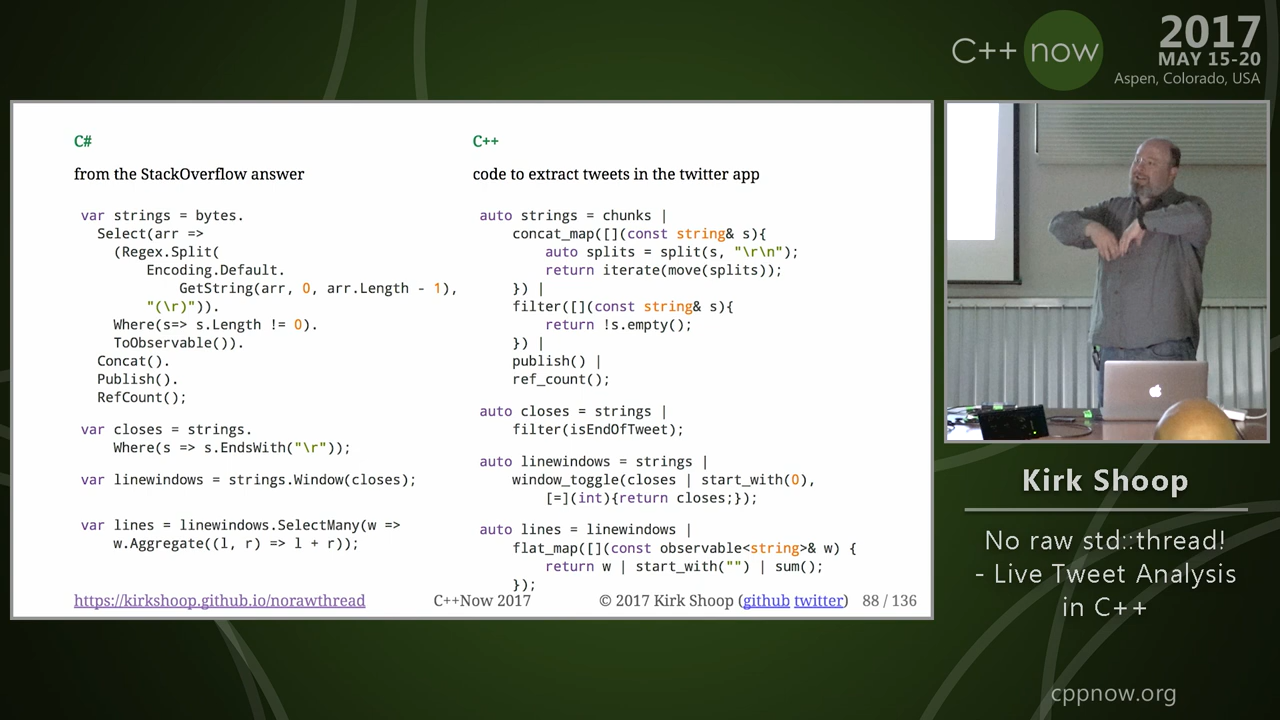 C++ now
2017
MAY 15-20
Aspen, Colorado, USA
C#
from the StackOverflow answer
var strings = bytes.
Select(arr =>
(Regex.Split(
Encoding.Default.
GetString(arr, 0, arr.Length - 1),
"(\r)")).
Where(s=> s.Length != 0).
ToObservable()).
Concat().
Publish().
RefCount();
var closes = strings.
Where(s => s.EndsWith("\r"));
var linewindows = strings.Window(closes);
var lines = linewindows.SelectMany(w =>
w.Aggregate((l, r) => l + r));
C++
code to extract tweets in the twitter app
auto strings = chunks |
concat_map([](const string& s){
auto splits = split(s, "\r\n");
return iterate(move(splits));
}) |
filter([](const string& s){
return !s.empty();
}) |
publish() |
ref_count();
auto closes = strings |
filter(isEndOfTweet);
auto linewindows = strings |
window_toggle(closes | start_with(0),
[=](int){return closes;});
auto lines = linewindows |
flat_map([](const observable<string>& w) {
return w | start_with("") | sum();
});
https://kirkshoop.github.io/norawthread
C++Now 2017
© 2017 Kirk Shoop (github twitter)
88 / 136
Kirk Shoop
No raw std::thread!
- Live Tweet Analysis
in C++
cppnow.org